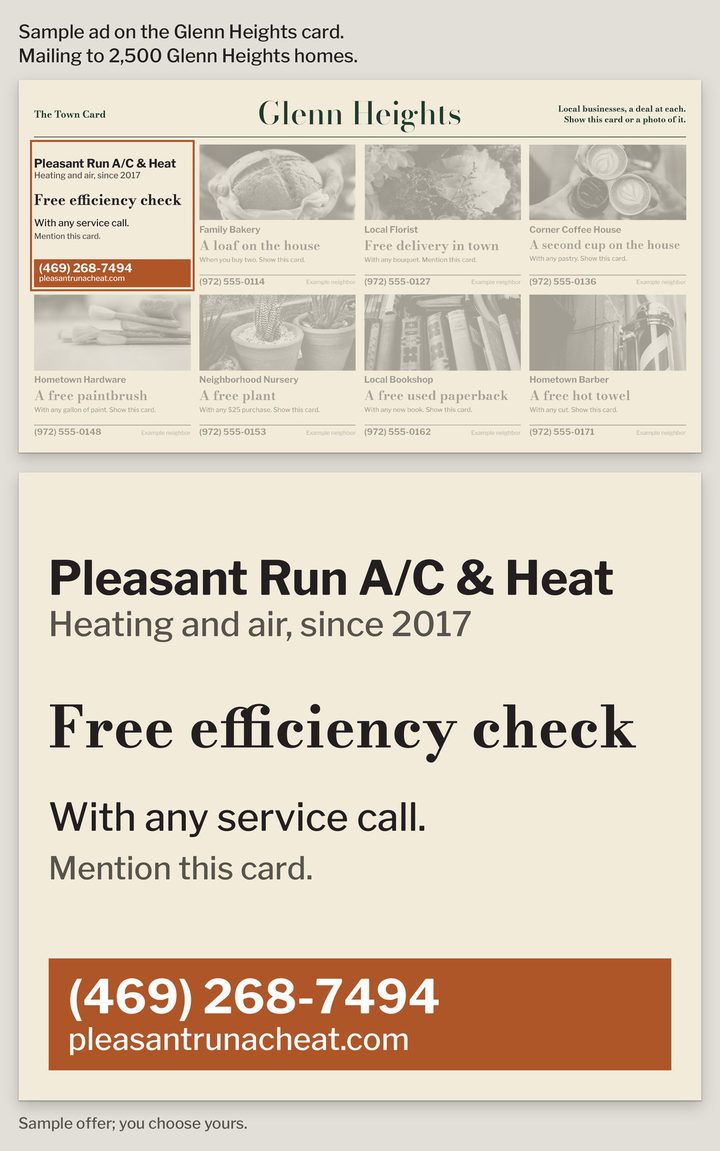 Sample ad on the Glenn Heights card.
Mailing to 2,500 Glenn Heights homes.
The Town Card
Glenn Heights
Local businesses, a deal at each.
Show this card or a photo of it.
Pleasant Run A/C & Heat
Heating and air, since 2017
Free efficiency check
With any service call.
Mention this card.
(469) 268-7494
pleasantrunacheat.com
Family Bakery
A loaf on the house
When you buy two. Show this card.
(972) 555-0114
Example neighbor
Local Florist
Free delivery in town
With any bouquet. Mention this card.
(972) 555-0127
Example neighbor
Corner Coffee House
A second cup on the house
With any pastry. Show this card.
(972) 555-0136
Example neighbor
Hometown Hardware
A free paintbrush
With any gallon of paint. Show this card.
(972) 555-0148
Example neighbor
Neighborhood Nursery
A free plant
With any $25 purchase. Show this card.
(972) 555-0153
Example neighbor
Local Bookshop
A free used paperback
With any new book. Show this card.
(972) 555-0162
Example neighbor
Hometown Barber
A free hot towel
With any cut. Show this card.
(972) 555-0171
Example neighbor
Pleasant Run A/C & Heat
Heating and air, since 2017
Free efficiency check
With any service call.
Mention this card.
(469) 268-7494
pleasantrunacheat.com
Sample offer; you choose yours.